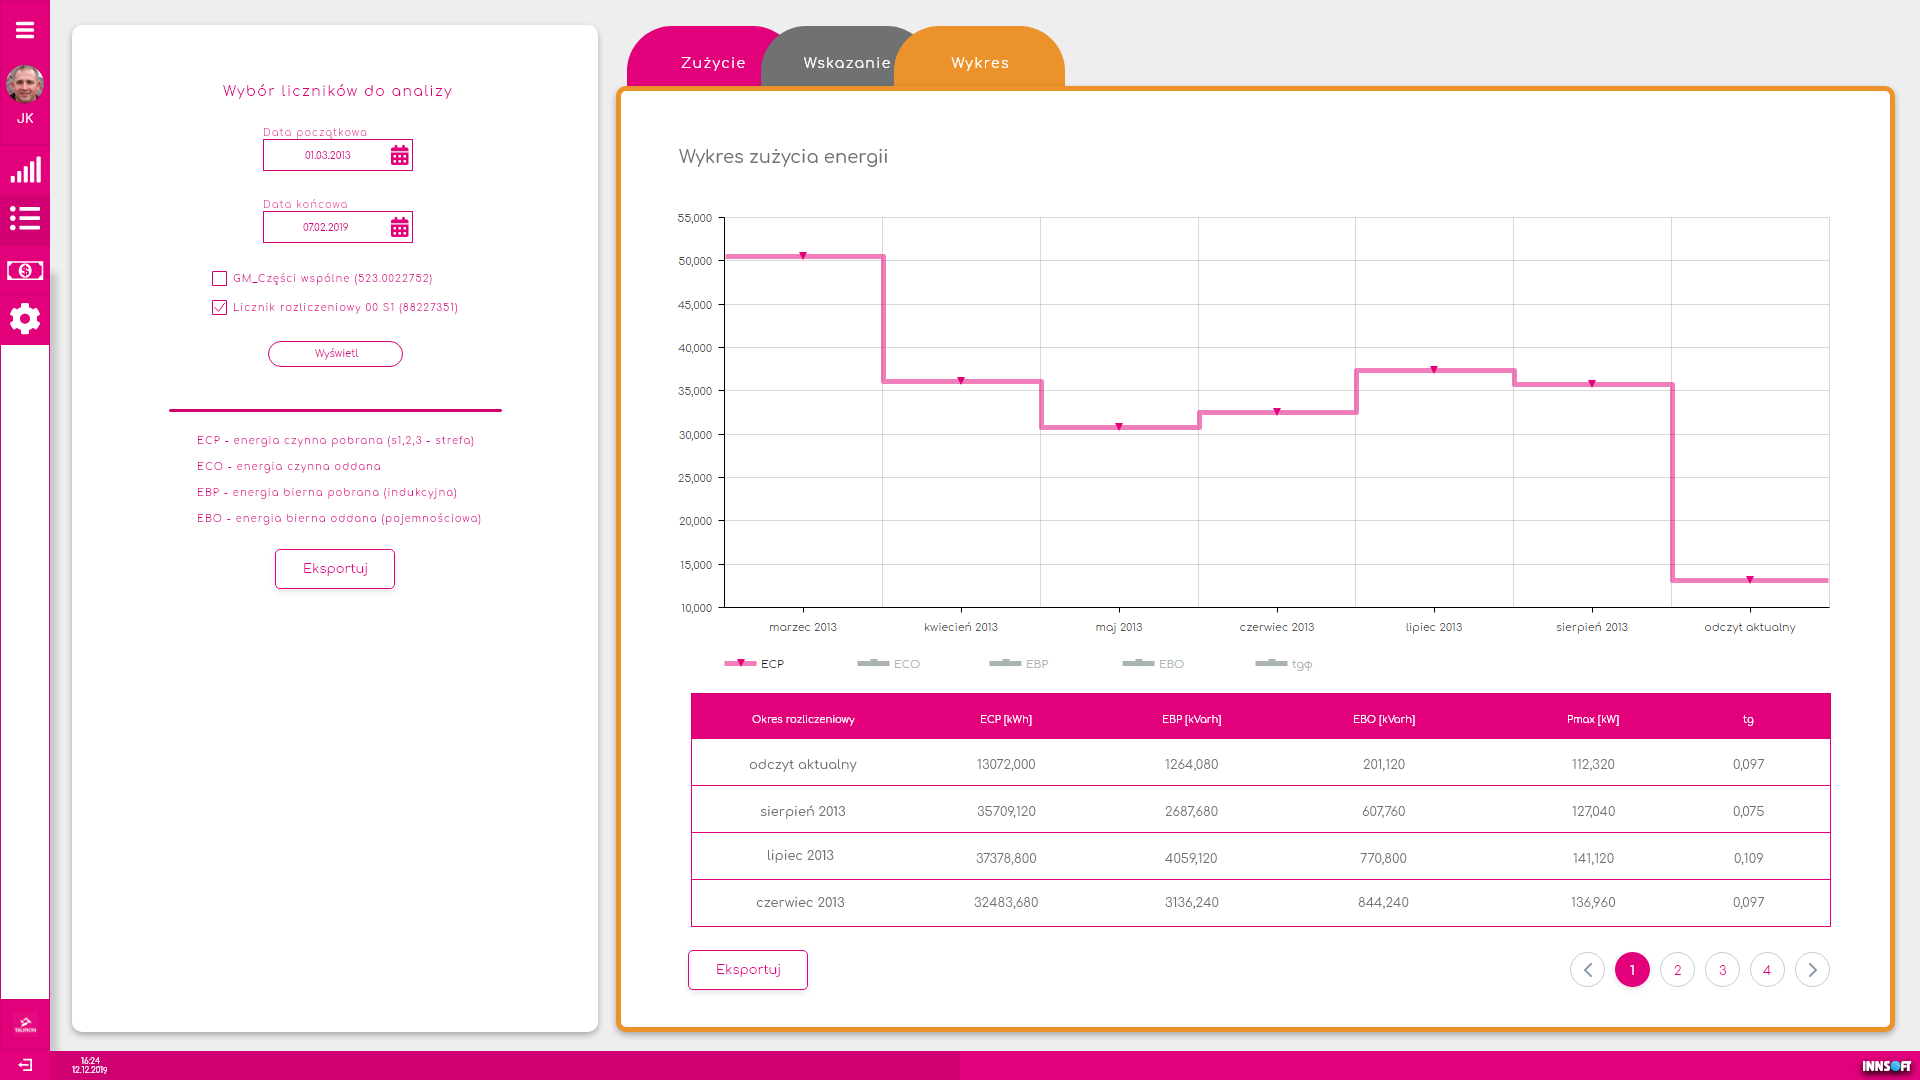 JK
Wybór liczników do analizy
Data początkowa
01.03.2013
Data końcowa
07.02.2019
GM_Części wspólne (523.0022752)
Licznik rozliczeniowy 00 S1 (88227351)
Wyświetl
ECP - energia czynna pobrana (s1,2,3 - strefa)
ECO - energia czynna oddana
EBP - energia bierna pobrana (indukcyjna)
EBO - energia bierna oddana (pojemnościowa)
Eksportuj
Zużycie Wskazanie Wykres
Wykres zużycia energii
55,000
50,000
45,000
40,000
35,000
30,000
25,000
20,000
15,000
10,000
marzec 2013 kwiecień 2013 maj 2013 czerwiec 2013 lipiec 2013 sierpień 2013 odczyt aktualny
ECP ECO EBP EBO tgφ
Okres rozliczeniowy ECP [kWh] EBP [kVarh] EBO [kVarh] Pmax [kW] tg
odczyt aktualny 13072,000 1264,080 201,120 112,320 0,097
sierpień 2013 35709,120 2687,680 607,760 127,040 0,075
lipiec 2013 37378,800 4059,120 770,800 141,120 0,109
czerwiec 2013 32483,680 3136,240 844,240 136,960 0,097
Eksportuj
1 2 3 4
TAURON
16:24
12.12.2019
INNSOFT